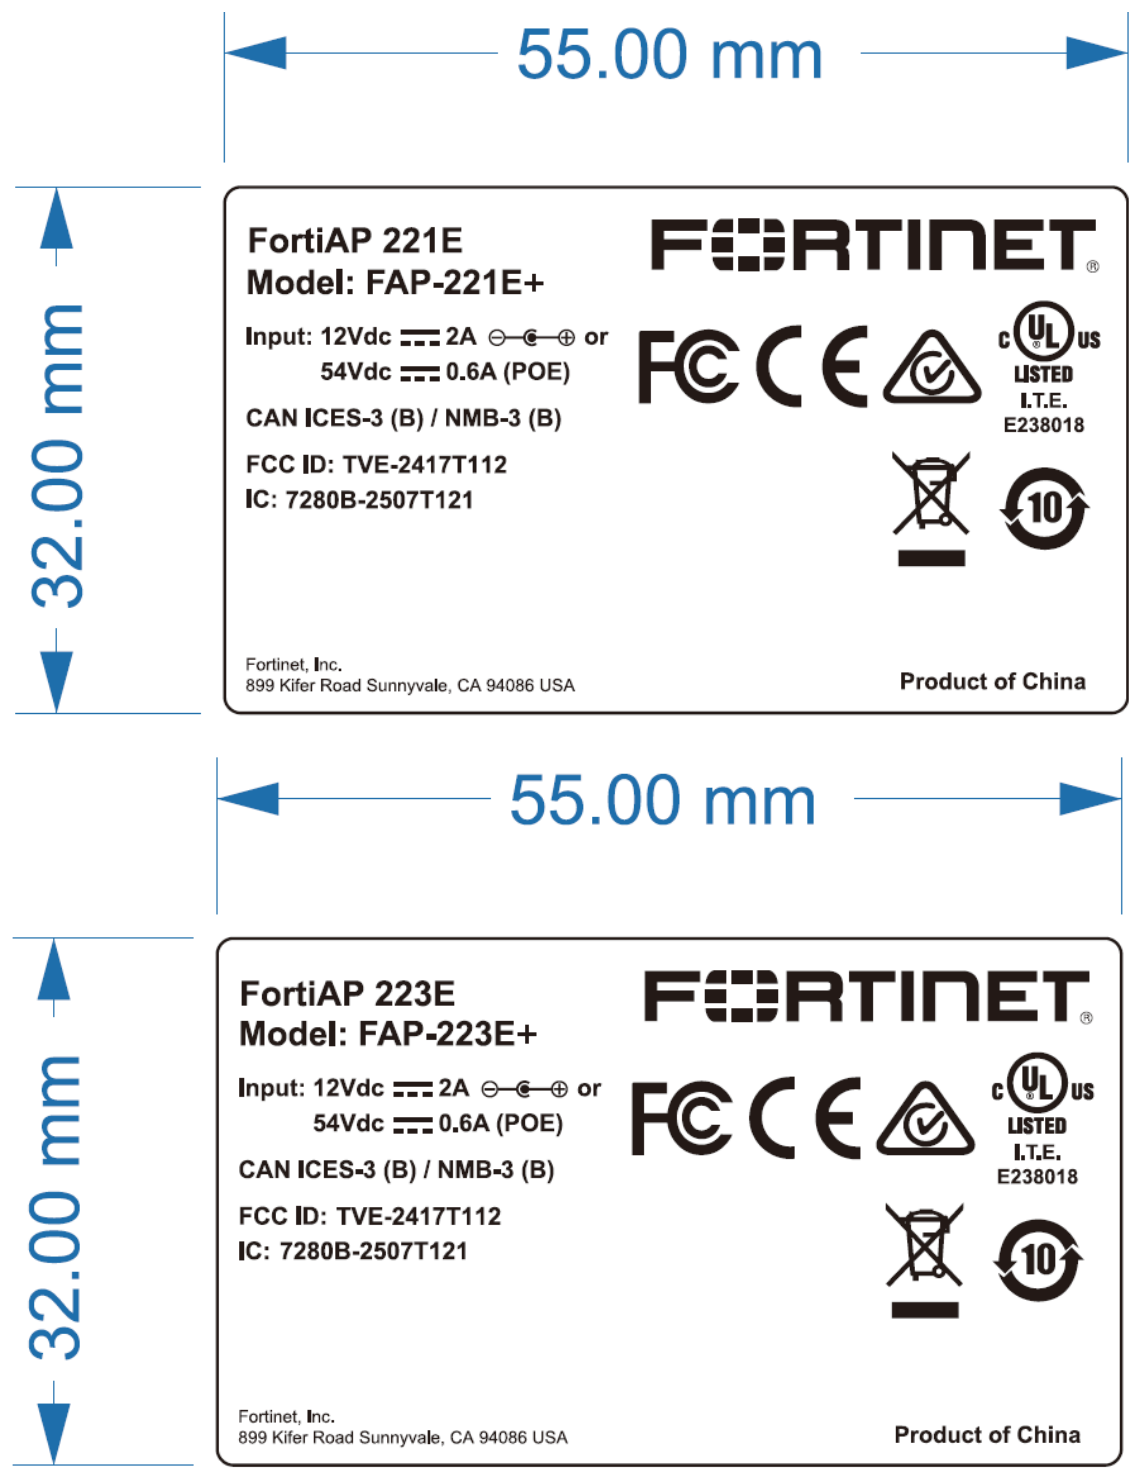 55.00 mm
32.00 mm
FortiAP 221E
Model: FAP-221E+
FORTINET®
Input: 12Vdc 2A or
54Vdc 0.6A (POE)
CAN ICES-3 (B) / NMB-3 (B)
FCC ID: TVE-2417T112
IC: 7280B-2507T121
FC CE
C UL® US
LISTED
I.T.E.
E238018
10
Fortinet, Inc.
899 Kifer Road Sunnyvale, CA 94086 USA
Product of China
55.00 mm
32.00 mm
FortiAP 223E
Model: FAP-223E+
FORTINET®
Input: 12Vdc 2A or
54Vdc 0.6A (POE)
CAN ICES-3 (B) / NMB-3 (B)
FCC ID: TVE-2417T112
IC: 7280B-2507T121
FC CE
C UL® US
LISTED
I.T.E.
E238018
10
Fortinet, Inc.
899 Kifer Road Sunnyvale, CA 94086 USA
Product of China